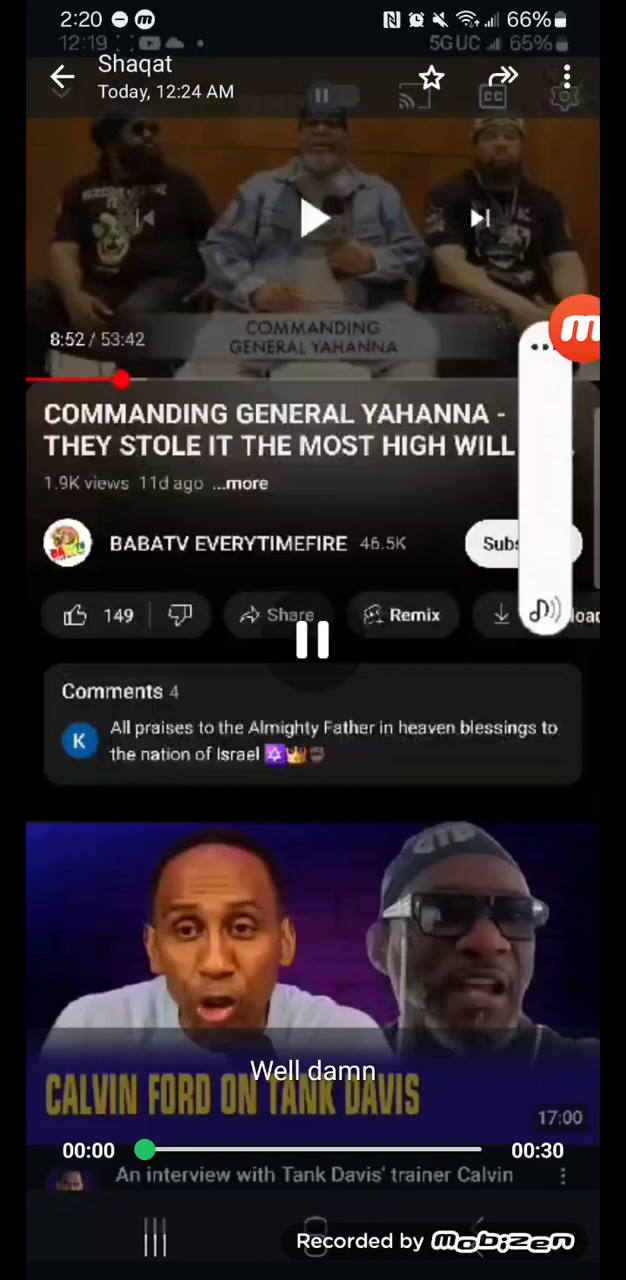 2:20
66%
12:19
5G UC
65%
Shaqat
Today, 12:24 AM
CC
COMMANDING
GENERAL YAHANNA
8:52 / 53:42
COMMANDING GENERAL YAHANNA -
THEY STOLE IT THE MOST HIGH WILL
1.9K views 11d ago ...more
BABATV EVERYTIMEFIRE 46.5K
Subs
149
Share
Remix
load
Comments 4
K
All praises to the Almighty Father in heaven blessings to
the nation of Israel
Well damn
CALVIN FORD ON TANK DAVIS
17:00
00:00
00:30
An interview with Tank Davis' trainer Calvin
Recorded by mobizen